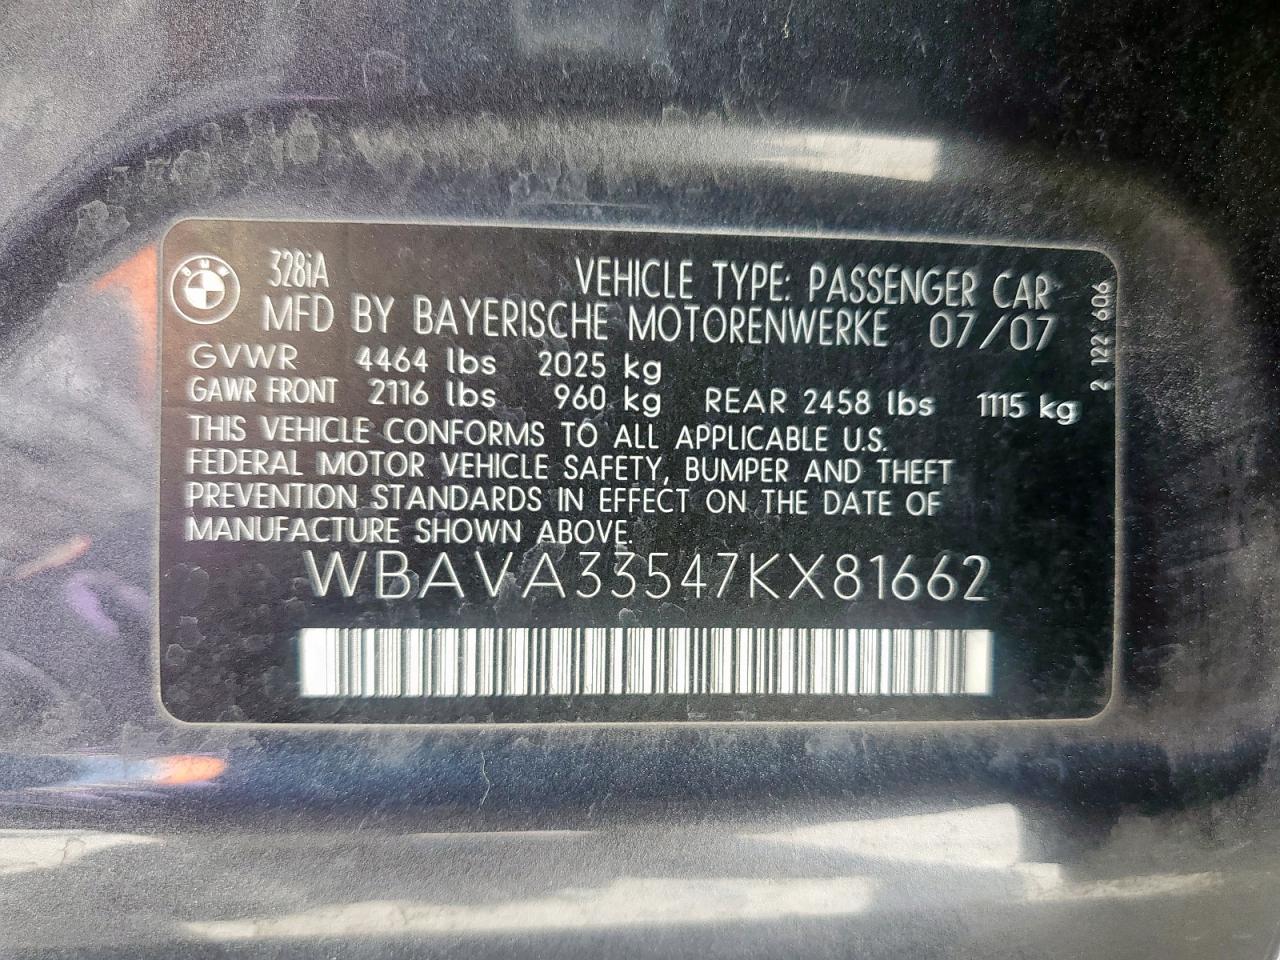 BMW
328iA
VEHICLE TYPE: PASSENGER CAR
MFD BY BAYERISCHE MOTORENWERKE 07/07
GVWR 4464 lbs 2025 kg
GAWR FRONT 2116 lbs 960 kg REAR 2458 lbs 1115 kg
THIS VEHICLE CONFORMS TO ALL APPLICABLE U.S.
FEDERAL MOTOR VEHICLE SAFETY, BUMPER AND THEFT
PREVENTION STANDARDS IN EFFECT ON THE DATE OF
MANUFACTURE SHOWN ABOVE.
WBAVA33547KX81662
2 122 606